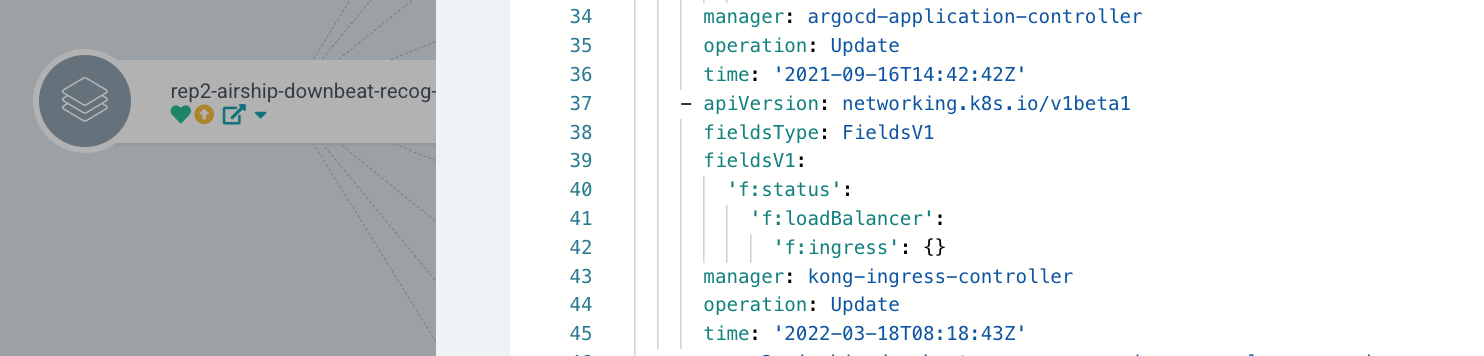 rep2-airship-downbeat-recog-
34 manager: argocd-application-controller
35 operation: Update
36 time: '2021-09-16T14:42:42Z'
37 - apiVersion: networking.k8s.io/v1beta1
38 fieldsType: FieldsV1
39 fieldsV1:
40 'f:status':
41 'f:loadBalancer':
42 'f:ingress': {}
43 manager: kong-ingress-controller
44 operation: Update
45 time: '2022-03-18T08:18:43Z'